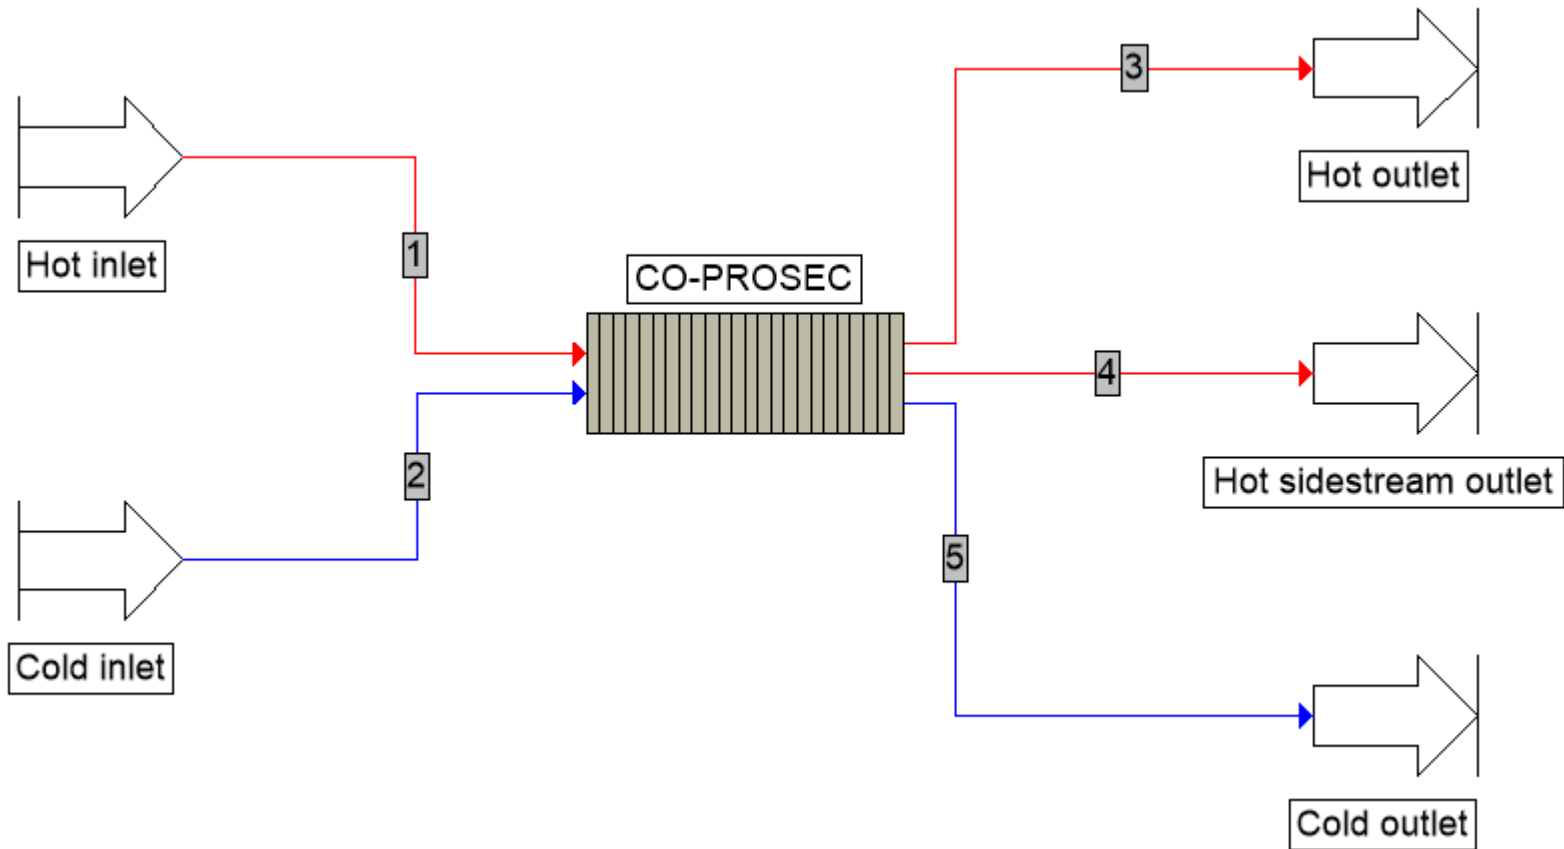 3
Hot outlet
Hot inlet
1
CO-PROSEC
4
Hot sidestream outlet
2
5
Cold inlet
Cold outlet